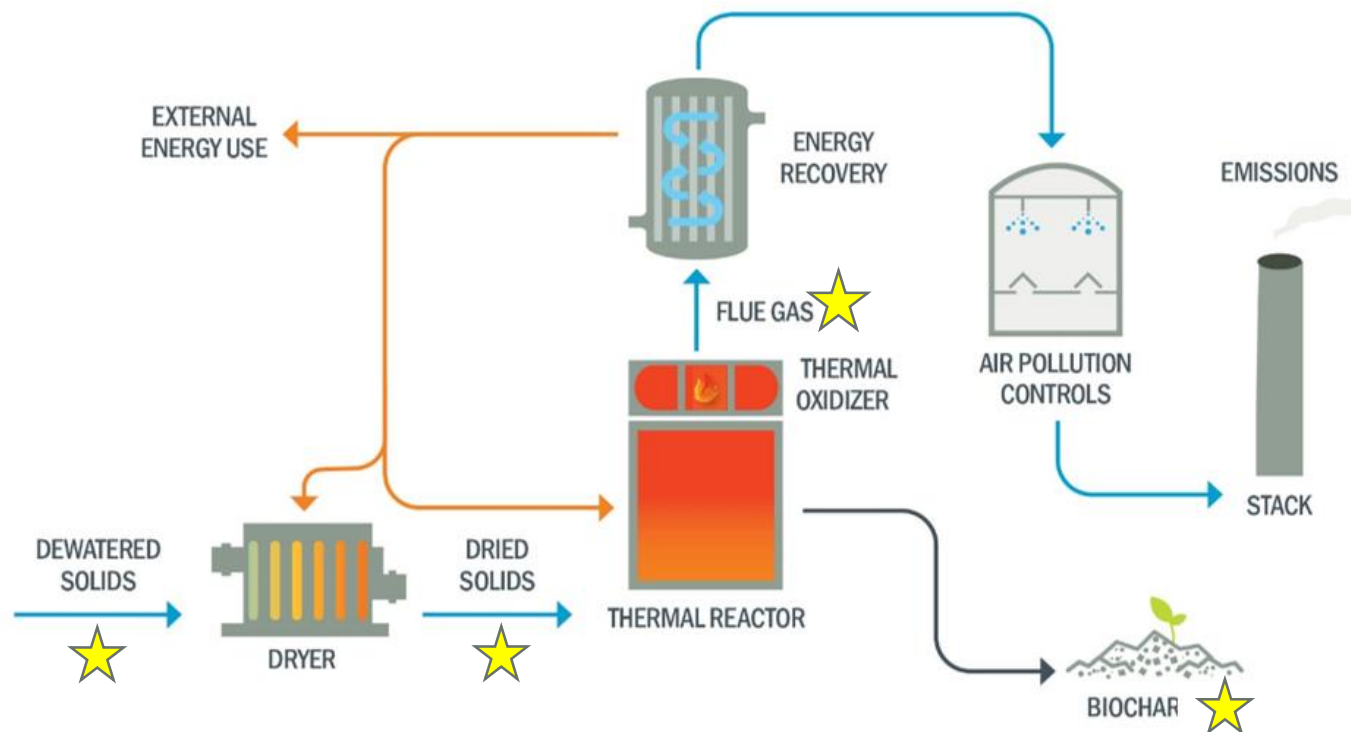 EXTERNAL
ENERGY USE
ENERGY
RECOVERY
EMISSIONS
FLUE GAS
THERMAL
OXIDIZER
AIR POLLUTION
CONTROLS
STACK
DEWATERED
SOLIDS
DRIED
SOLIDS
DRYER
THERMAL REACTOR
BIOCHAR